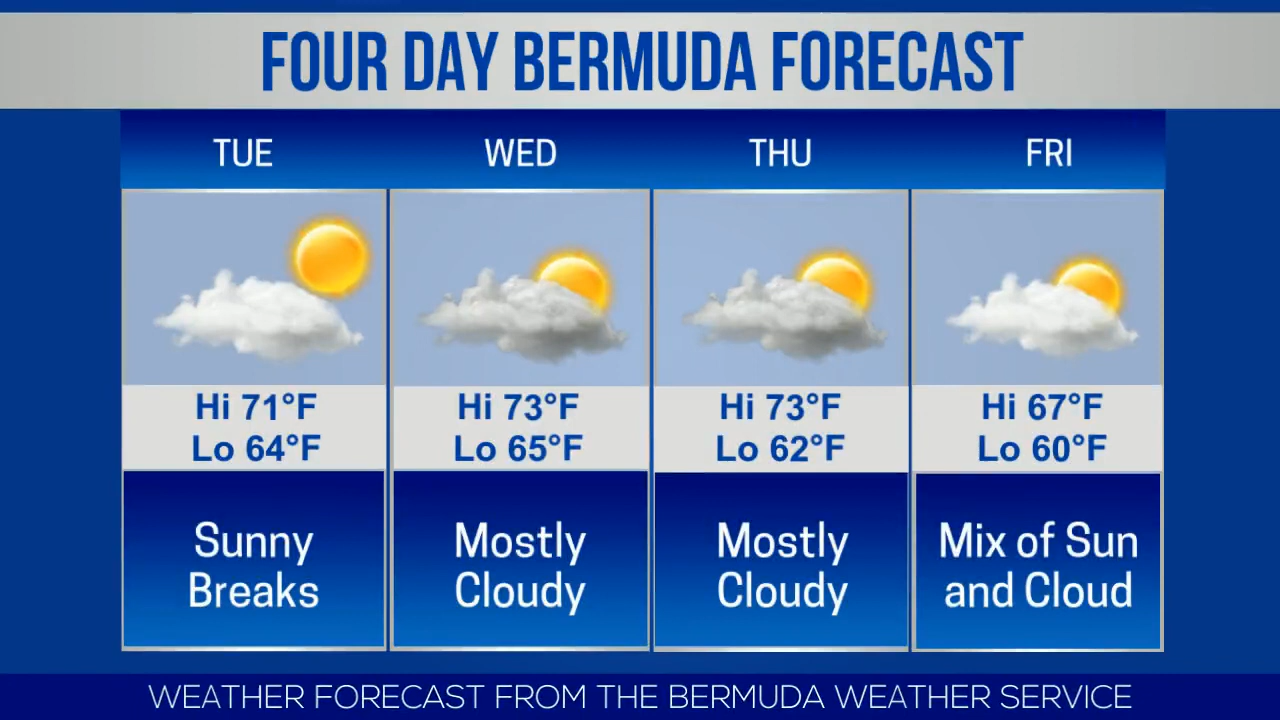 FOUR DAY BERMUDA FORECAST
TUE
WED
THU
FRI
Hi 71°F
Lo 64°F
Hi 73°F
Lo 65°F
Hi 73°F
Lo 62°F
Hi 67°F
Lo 60°F
Sunny
Breaks
Mostly
Cloudy
Mostly
Cloudy
Mix of Sun
and Cloud
WEATHER FORECAST FROM THE BERMUDA WEATHER SERVICE